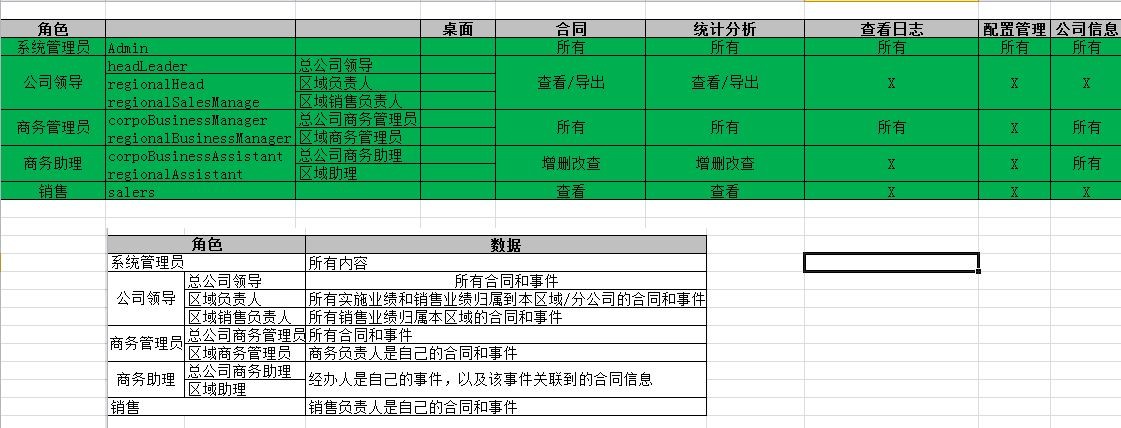 角色 桌面 合同 统计分析 查看日志 配置管理 公司信息
系统管理员 Admin 所有 所有 所有 所有 所有
公司领导 headLeader 总公司领导 查看/导出 查看/导出 X X X
regionalHead 区域负责人
regionalSalesManage 区域销售负责人
商务管理员 corpoBusinessManager 总公司商务管理员 所有 所有 所有 X 所有
regionalBusinessManager 区域商务管理员
商务助理 corpoBusinessAssistant 总公司商务助理 增删改查 增删改查 X X 所有
regionalAssistant 区域助理
销售 salers 查看 查看 X X X
角色 数据
系统管理员 所有内容
公司领导 总公司领导 所有合同和事件
区域负责人 所有实施业绩和销售业绩归属到本区域/分公司的合同和事件
区域销售负责人 所有销售业绩归属本区域的合同和事件
商务管理员 总公司商务管理员 所有合同和事件
区域商务管理员 商务负责人是自己的合同和事件
商务助理 总公司商务助理 经办人是自己的事件，以及该事件关联到的合同信息
区域助理
销售 销售负责人是自己的合同和事件